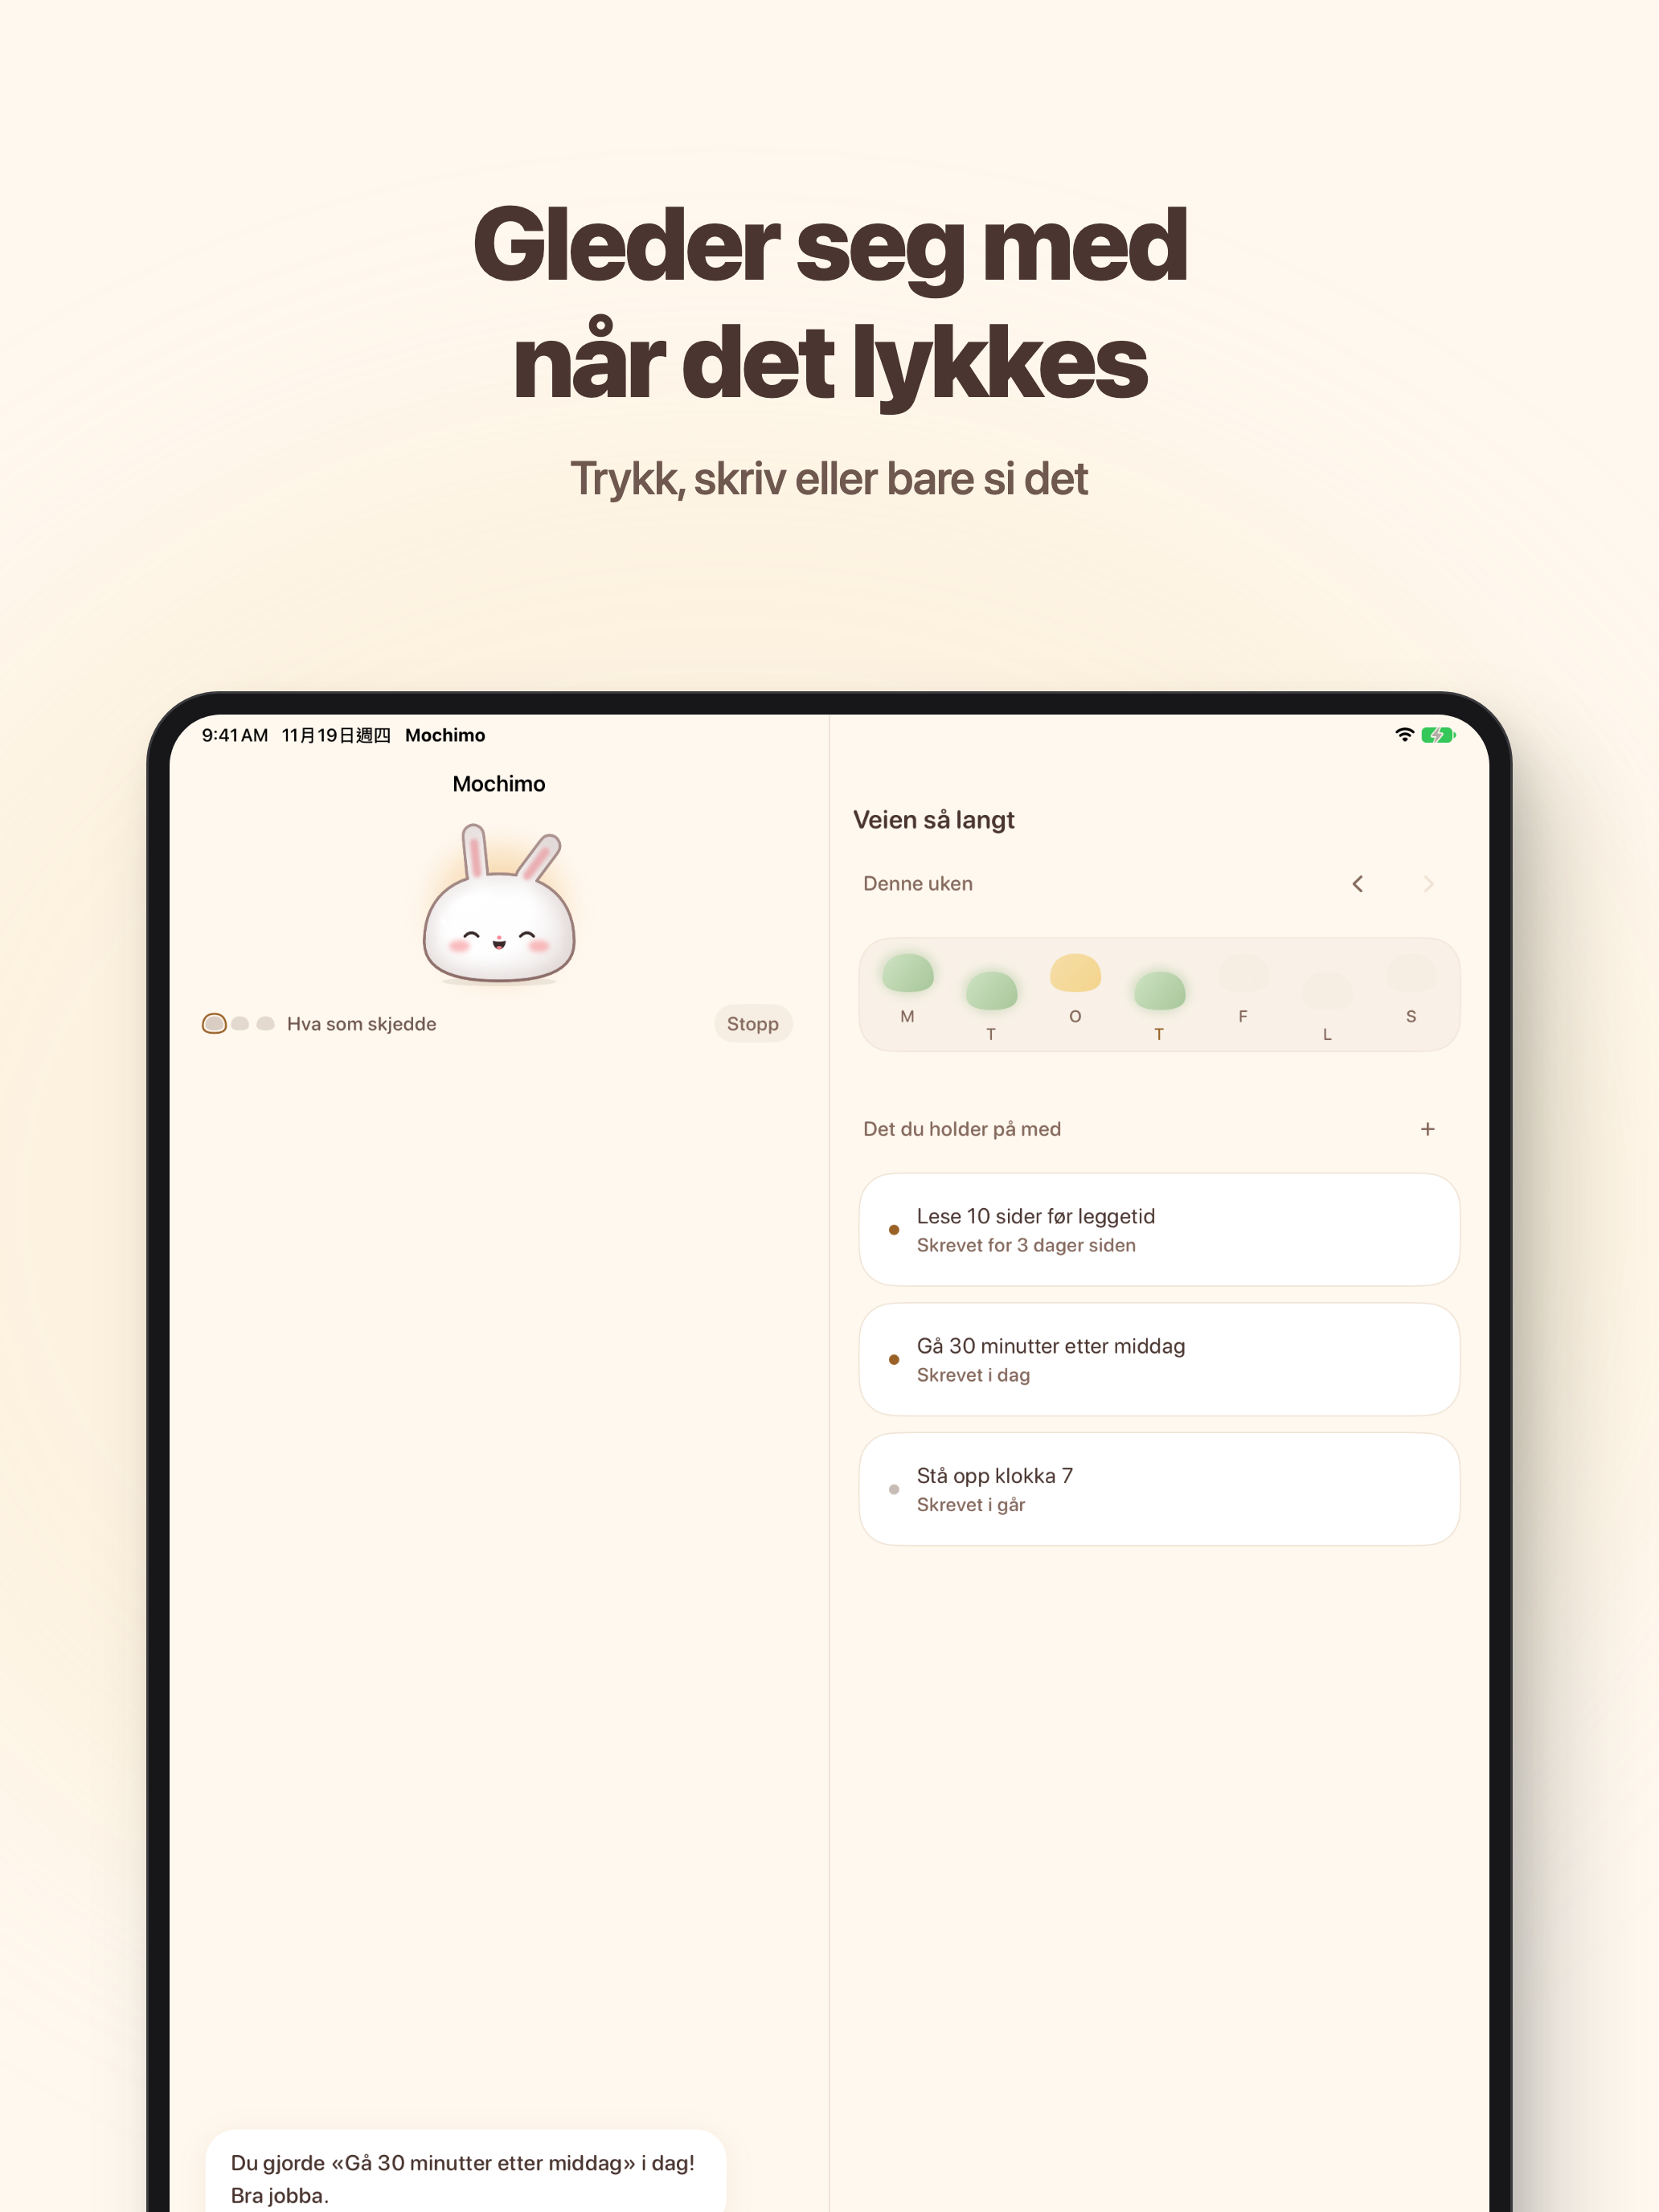 Gleder seg med
når det lykkes
Trykk, skriv eller bare si det
9:41 AM 11月19日週四 Mochimo
Mochimo
Hva som skjedde
Stopp
Veien så langt
Denne uken
M T O T F L S
Det du holder på med
+
Lese 10 sider før leggetid
Skrevet for 3 dager siden
Gå 30 minutter etter middag
Skrevet i dag
Stå opp klokka 7
Skrevet i går
Du gjorde «Gå 30 minutter etter middag» i dag!
Bra jobba.